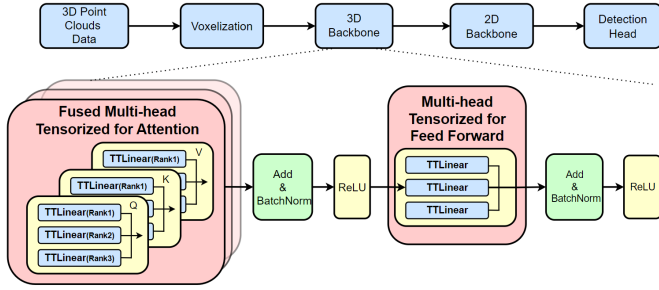 3D Point
Clouds
Data
Voxelization
3D
Backbone
2D
Backbone
Detection
Head
Fused Multi-head
Tensorized for Attention
V
TTLinear(Rank1)
K
TTLinear(Rank1)
Q
TTLinear(Rank1)
TTLinear(Rank2)
TTLinear(Rank3)
Add
&
BatchNorm
ReLU
Multi-head
Tensorized for
Feed Forward
TTLinear
TTLinear
TTLinear
Add
&
BatchNorm
ReLU